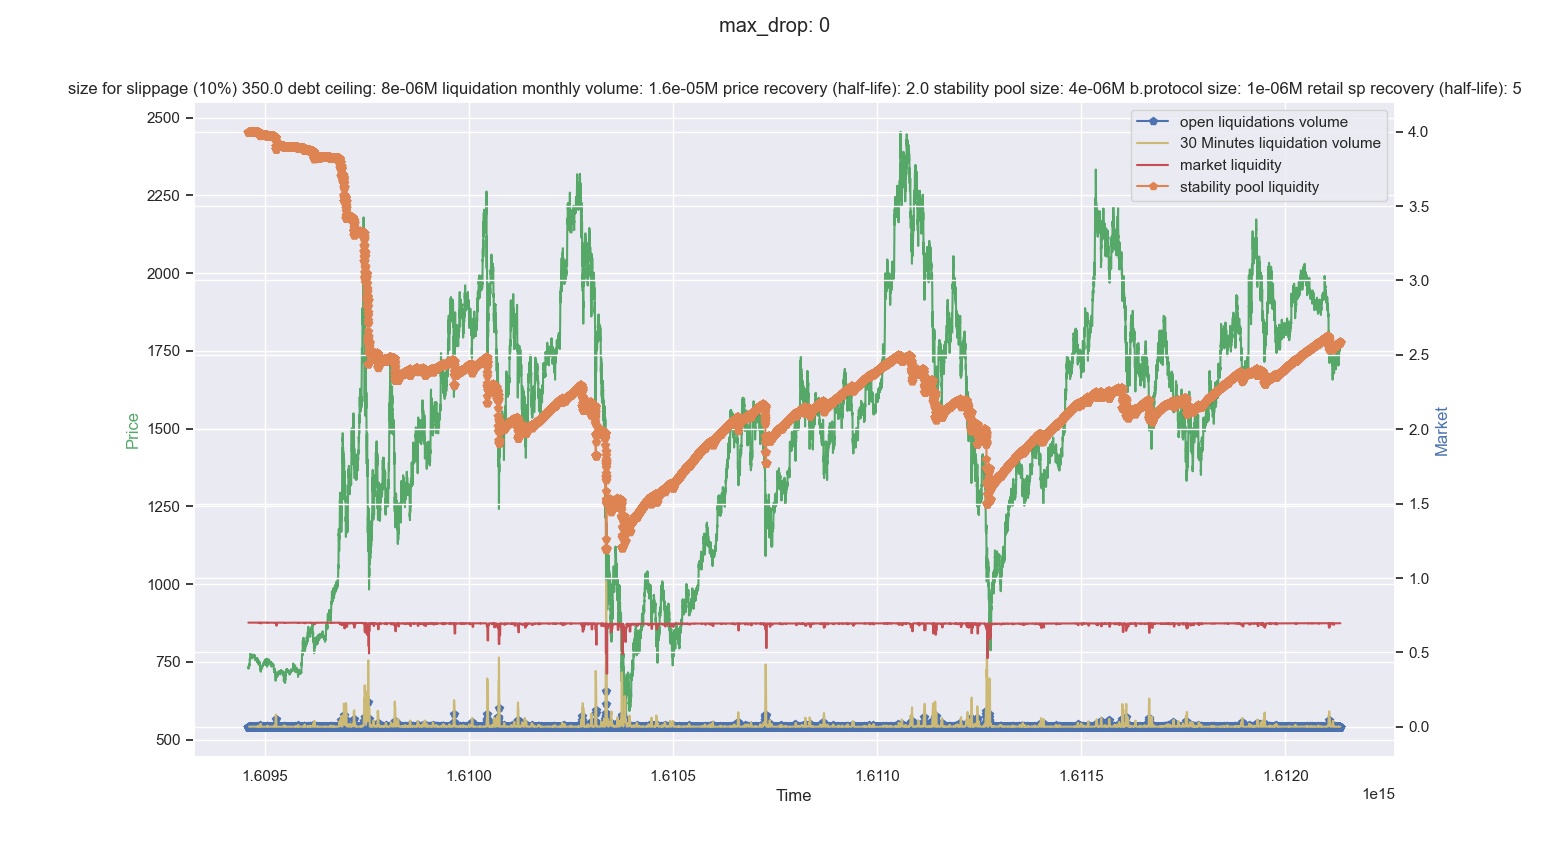 max_drop: 0
size for slippage (10%) 350.0 debt ceiling: 8e-06M liquidation monthly volume: 1.6e-05M price recovery (half-life): 2.0 stability pool size: 4e-06M b.protocol size: 1e-06M retail sp recovery (half-life): 5
open liquidations volume
30 Minutes liquidation volume
market liquidity
stability pool liquidity
Price
2500
2250
2000
1750
1500
1250
1000
750
500
Market
4.0
3.5
3.0
2.5
2.0
1.5
1.0
0.5
0.0
1.6095 1.6100 1.6105 1.6110 1.6115 1.6120
Time
1e15